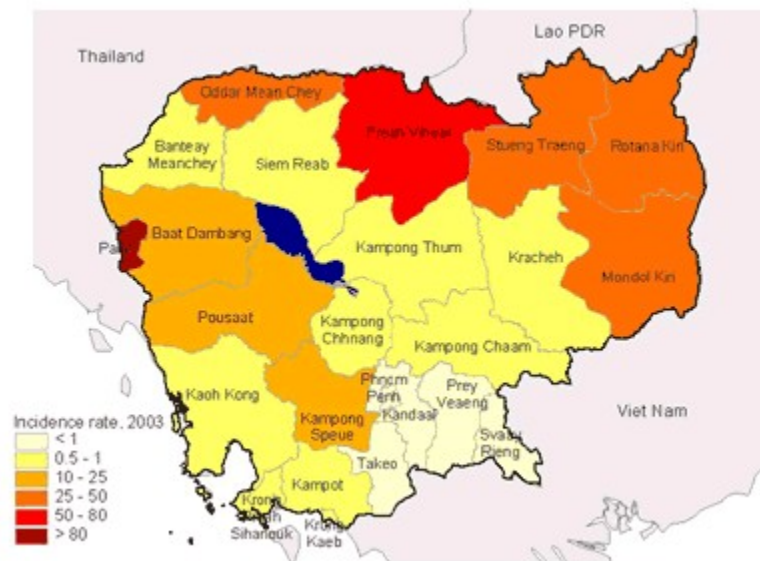 Thailand
Lao PDR
Oddar Mean Chey
Preah Vihear
Banteay
Meanchey
Siem Reab
Stueng Traeng
Rotana Kiri
Baat Dambang
Kampong Thum
Kracheh
Mondol Kiri
Pousaat
Kampong
Chhnang
Kampong Chaam
Kaoh Kong
Phnom
Penh
Prey
Veaeng
Kandaal
Viet Nam
Incidence rate, 2003
Kampong
Speue
Svaay
Rieng
Takeo
< 1
0.5 - 1
10 - 25
25 - 50
50 - 80
> 80
Kampot
Krong
Sihanouk
Krong
Kaeb